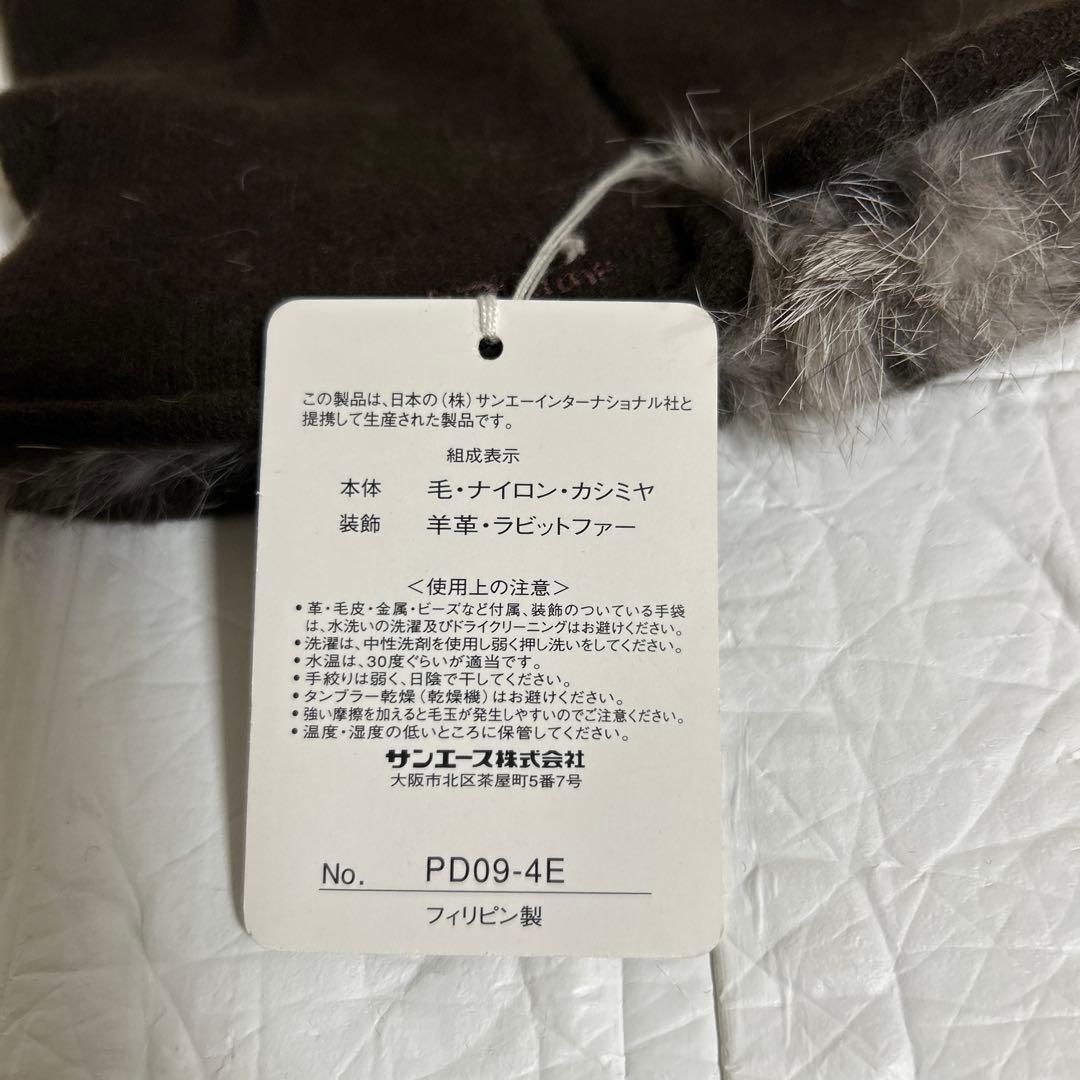 この製品は、日本の（株）サンエーインターナショナル社と
提携して生産された製品です。
組成表示
本体 毛・ナイロン・カシミヤ
装飾 羊革・ラビットファー
＜使用上の注意＞
•革・毛皮・金属・ビーズなど付属、装飾のついている手袋
は、水洗いの洗濯及びドライクリーニングはお避けください。
•洗濯は、中性洗剤を使用し弱く押し洗いをしてください。
•水温は、30度ぐらいが適当です。
•手絞りは弱く、日陰で干してください。
•タンブラー乾燥（乾燥機）はお避けください。
•強い摩擦を加えると毛玉が発生しやすいのでご注意ください。
•温度・湿度の低いところに保管してください。
サンエース株式会社
大阪市北区茶屋町5番7号
No. PD09-4E
フィリピン製